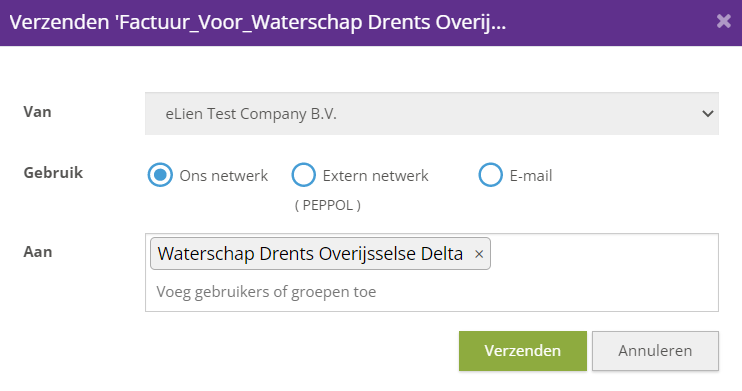 Verzenden 'Factuur_Voor_Waterschap Drents Overij...
×
Van
eLien Test Company B.V.
Gebruik
Ons netwerk
Extern netwerk
( PEPPOL )
E-mail
Aan
Waterschap Drents Overijsselse Delta ×
Voeg gebruikers of groepen toe
Verzenden
Annuleren